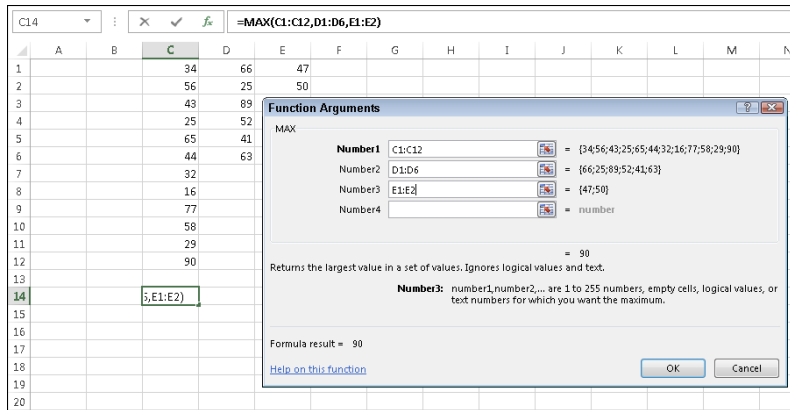 C14 fx =MAX(C1:C12,D1:D6,E1:E2)
A B C D E F G H I J K L M N
1 34 66 47
2 56 25 50
3 43 89
4 25 52
5 65 41
6 44 63
7 32
8 16
9 77
10 58
11 29
12 90
13
14 5,E1:E2)
15
16
17
18
19
20
Function Arguments
MAX
Number1 C1:C12 = {34;56;43;25;65;44;32;16;77;58;29;90}
Number2 D1:D6 = {66;25;89;52;41;63}
Number3 E1:E2 = {47;50}
Number4 = number
= 90
Returns the largest value in a set of values. Ignores logical values and text.
Number3: number1,number2,... are 1 to 255 numbers, empty cells, logical values, or
text numbers for which you want the maximum.
Formula result = 90
Help on this function OK Cancel